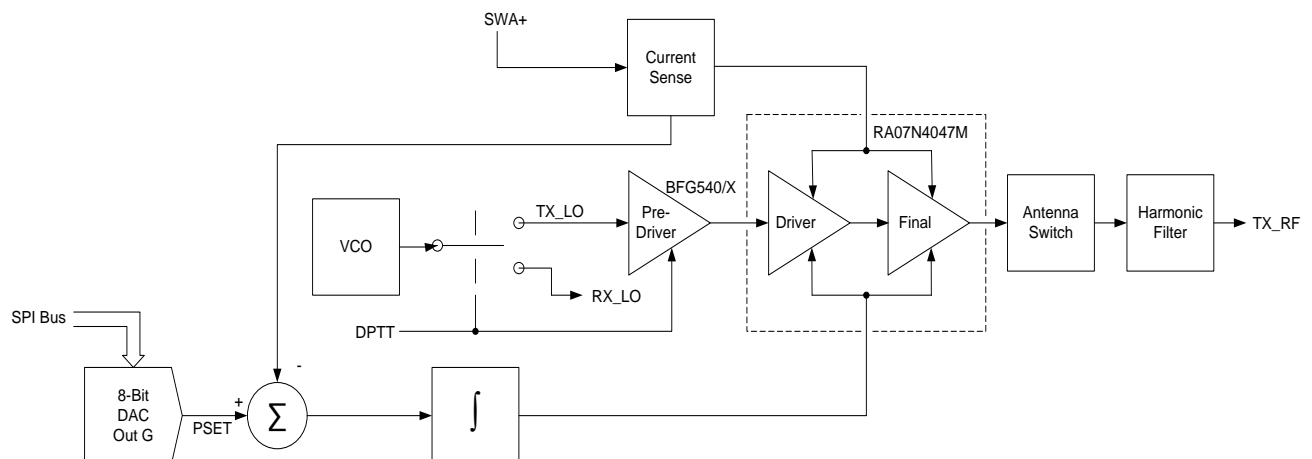 SWA+
Current
Sense
RA07N4047M
BFG540/X
TX_LO
Pre-
Driver
Driver
Final
Antenna
Switch
Harmonic
Filter
TX_RF
VCO
RX_LO
DPTT
SPI Bus
8-Bit
DAC
Out G
PSET
+
-
Σ
∫